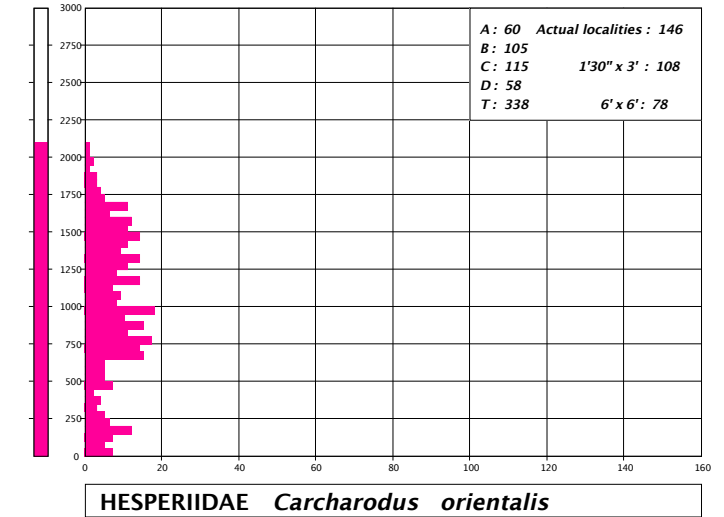 3000
2750
2500
2250
2000
1750
1500
1250
1000
750
500
250
0
A : 60 Actual localities : 146
B : 105
C : 115 1'30" x 3' : 108
D : 58
T : 338 6' x 6' : 78
0 20 40 60 80 100 120 140 160
HESPERIIDAE Carcharodus orientalis